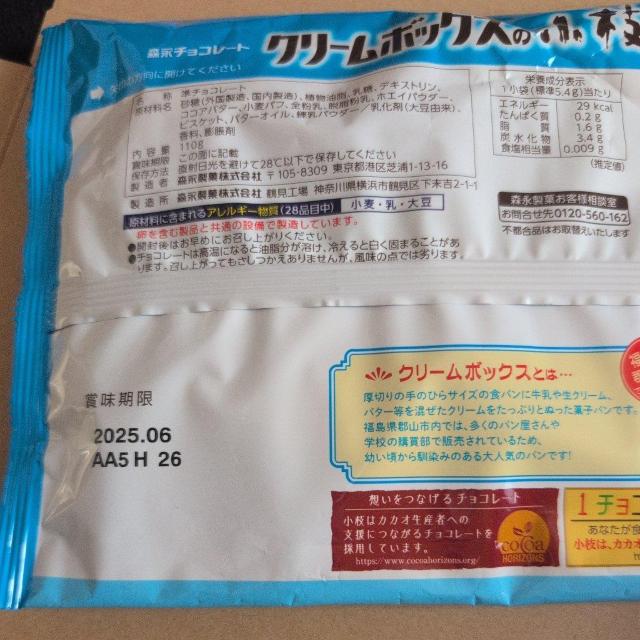 森永チョコレート
クリームボックスの小枝
矢印の方向に開けてください
名称 準チョコレート
原材料名 砂糖(外国製造、国内製造)、植物油脂、乳糖、デキストリン、
ココアバター、小麦パフ、全粉乳、脱脂粉乳、ホエイパウダー、
ビスケット、バターオイル、練乳パウダー/乳化剤(大豆由来)、
香料、膨脹剤
内容量 110g
賞味期限 この面に記載
保存方法 直射日光を避けて28℃以下で保存してください
製造者 森永製菓株式会社 〒105-8309 東京都港区芝浦1-13-16
製造所 森永製菓株式会社 鶴見工場 神奈川県横浜市鶴見区下末吉2-1-1
栄養成分表示
1小袋(標準5.4g)当たり
エネルギー 29 kcal
たんぱく質 0.2 g
脂質 1.6 g
炭水化物 3.4 g
食塩相当量 0.009 g
(推定値)
原材料に含まれるアレルギー物質(28品目中) 小麦・乳・大豆
卵を含む製品と共通の設備で製造しています。
●開封後はお早めにお召し上がりください。
●チョコレートは高温になると油脂分が溶け、冷えると白く固まることがあ
ります。召し上がってもさしつかえありませんが、風味の点では劣ります。
森永製菓お客様相談室
お問合せ先 0120-560-162
不都合品はお取替えいたします
賞味期限
2025.06
AA5 H 26
クリームボックスとは…
厚切りの手のひらサイズの食パンに牛乳や生クリーム、
バター等を混ぜたクリームをたっぷりとぬった菓子パンです。
福島県郡山市内では、多くのパン屋さんや
学校の購買部で販売されているため、
幼い頃から馴染みのある大人気のパンです!
想いをつなげるチョコレート
小枝はカカオ生産者への
支援につながるチョコレートを
採用しています。
https://www.cocoahorizons.org/
cocoa
HORIZONS
1チョコ
あなたが食
小枝は、カカオ